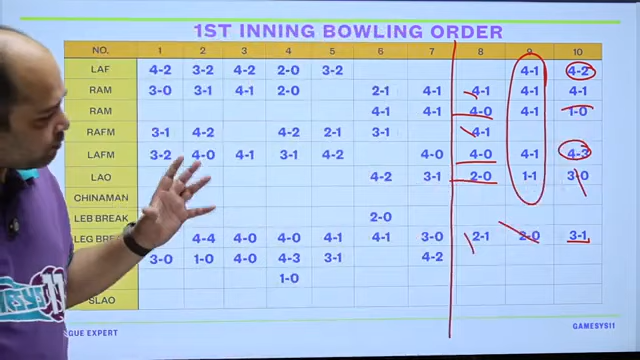 1ST INNING BOWLING ORDER
NO. 1 2 3 4 5 6 7 8 9 10
LAF 4-2 3-2 4-2 2-0 3-2 4-1 4-2
RAM 3-0 3-1 4-1 2-0 2-1 4-1 4-1 4-1 4-1
RAM 4-1 4-1 4-0 4-1 1-0
RAFM 3-1 4-2 4-2 2-1 3-1 4-1
LAFM 3-2 4-0 4-1 3-1 4-2 4-0 4-0 4-1 4-3
LAO 4-2 3-1 2-0 1-1 3-0
CHINAMAN
LEB BREAK 2-0
LEG BRE 4-4 4-0 4-0 4-1 4-1 3-0 2-1 2-0 3-1
3-0 1-0 4-0 4-3 3-1 4-2
1-0
SLAO
GUE EXPERT
GAMESYS11